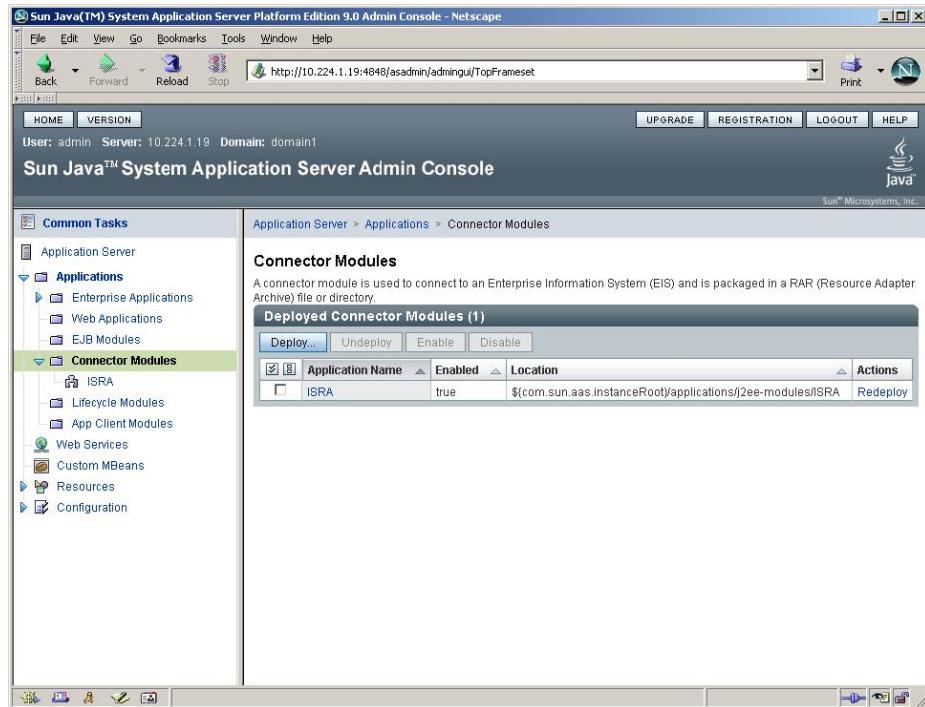 Sun Java(TM) System Application Server Platform Edition 9.0 Admin Console - Netscape
File Edit View Go Bookmarks Tools Window Help
Back Forward Reload Stop http://10.224.1.19:4848/asadmin/admingui/TopFrameset Print N
HOME VERSION UPGRADE REGISTRATION LOGOUT HELP
User: admin Server: 10.224.1.19 Domain: domain1
Sun Java™ System Application Server Admin Console
Java™
Sun™ Microsystems, Inc.
Common Tasks
Application Server
Applications
Enterprise Applications
Web Applications
EJB Modules
Connector Modules
ISRA
Lifecycle Modules
App Client Modules
Web Services
Custom MBeans
Resources
Configuration
Application Server > Applications > Connector Modules
Connector Modules
A connector module is used to connect to an Enterprise Information System (EIS) and is packaged in a RAR (Resource Adapter
Archive) file or directory.
Deployed Connector Modules (1)
Deploy... Undeploy Enable Disable
Application Name Enabled Location Actions
ISRA true ${com.sun.aas.instanceRoot}/applications/j2ee-modules/ISRA Redeploy